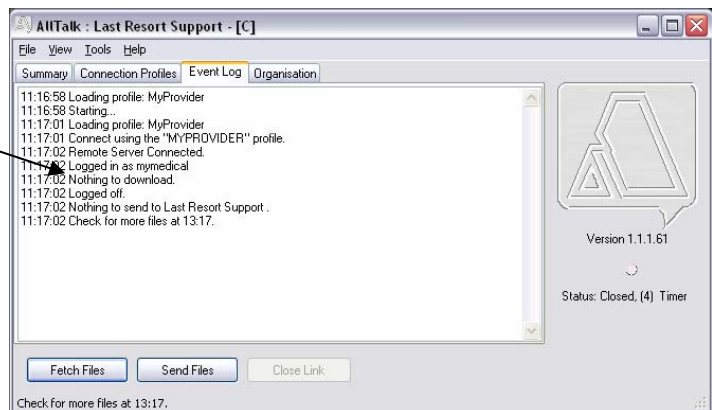 AllTalk : Last Resort Support - [C]
File View Tools Help
Summary Connection Profiles Event Log Organisation
11:16:58 Loading profile: MyProvider
11:16:58 Starting...
11:17:01 Loading profile: MyProvider
11:17:01 Connect using the "MYPROVIDER" profile.
11:17:02 Remote Server Connected.
11:17:02 Logged in as mymedical
11:17:02 Nothing to download.
11:17:02 Logged off.
11:17:02 Nothing to send to Last Resort Support .
11:17:02 Check for more files at 13:17.
Version 1.1.1.61
Status: Closed, (4) Timer
Fetch Files Send Files Close Link
Check for more files at 13:17.